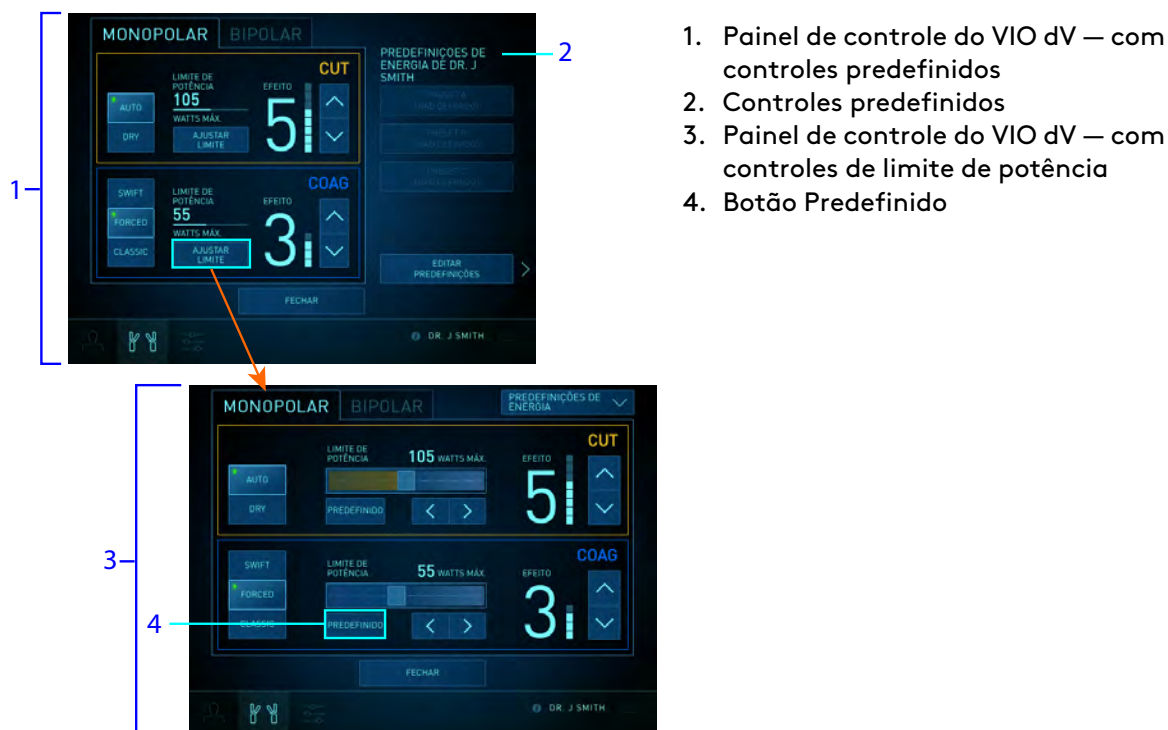 MONOPOLAR BIPOLAR
PREDEFINIÇOES DE
ENERGIA DE DR. J
SMITH
2
CUT
LIMITE DE
POTÊNCIA
105
WATTS MÁX.
EFEITO
5
AUTO
DRY
AJUSTAR
LIMITE
1
COAG
SWIFT
FORCED
CLASSIC
LIMITE DE
POTÊNCIA
55
WATTS MÁX.
EFEITO
3
AJUSTAR
LIMITE
EDITAR
PREDEFINIÇÕES
FECHAR
DR. J SMITH
MONOPOLAR BIPOLAR
PREDEFINIÇÕES DE
ENERGIA
CUT
LIMITE DE
POTÊNCIA
105 WATTS MÁX.
EFEITO
5
AUTO
DRY
PREDEFINIDO
3
COAG
SWIFT
FORCED
CLASSIC
LIMITE DE
POTÊNCIA
55 WATTS MÁX.
EFEITO
3
4
PREDEFINIDO
FECHAR
DR. J SMITH
1. Painel de controle do VIO dV — com
controles predefinidos
2. Controles predefinidos
3. Painel de controle do VIO dV — com
controles de limite de potência
4. Botão Predefinido